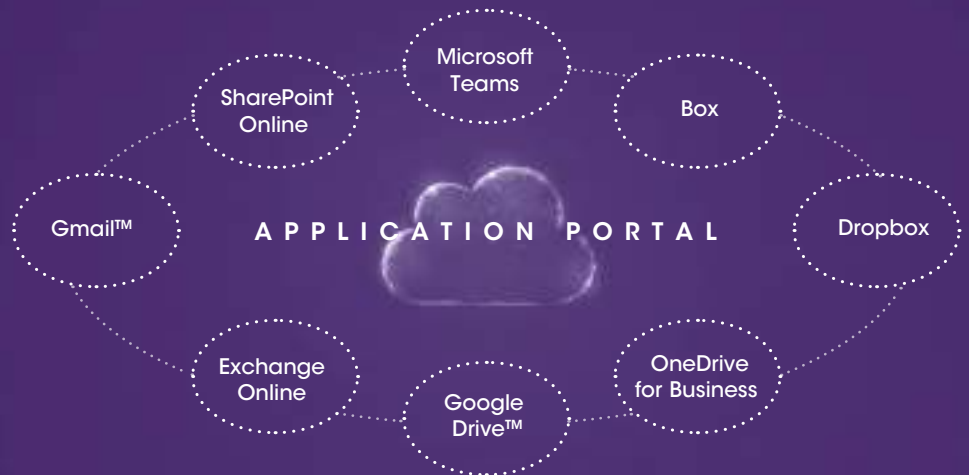 Microsoft
Teams
SharePoint
Online
Box
Gmail™
APPLICATION PORTAL
Dropbox
Exchange
Online
OneDrive
for Business
Google
Drive™